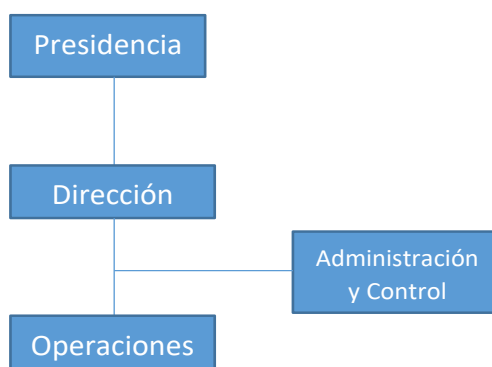 Presidencia
Dirección
Administración
y Control
Operaciones